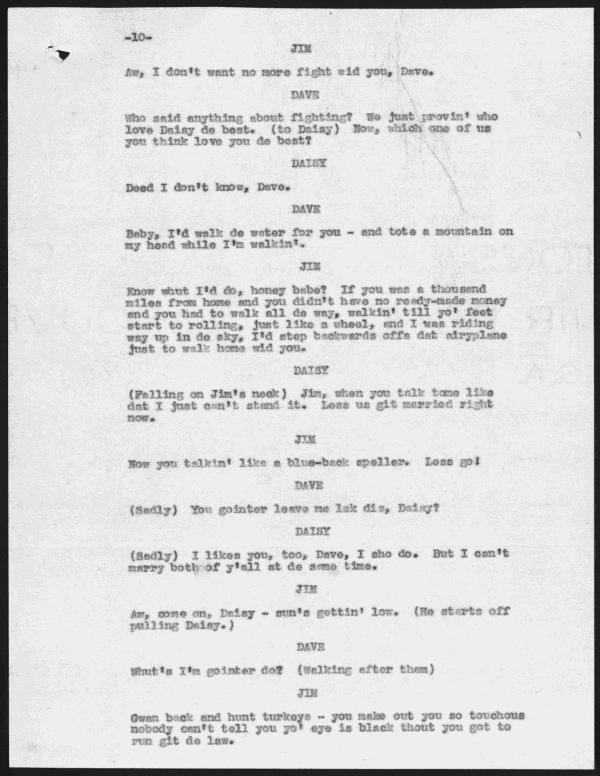 -10-
JIM
Aw, I don't want no more fight wid you, Dave.
DAVE
Who said anything about fighting? We just provin' who
love Daisy de best. (to Daisy) Now, which one of us
you think love you de best?
DAISY
Deed I don't know, Dave.
DAVE
Baby, I'd walk de water for you - and tote a mountain on
my head while I'm walkin'.
JIM
Know whut I'd do, honey babe? If you was a thousand
miles from home and you didn't have no ready-made money
and you had to walk all de way, walkin' till yo' feet
start to rolling, just like a wheel, and I was riding
way up in de sky, I'd step backwards offa dat airyplane
just to walk home wid you.
DAISY
(Falling on Jim's neck) Jim, when you talk tome like
dat I just can't stand it. Less us git married right
now.
JIM
Now you talkin' like a blue-back speller. Less go!
DAVE
(Sadly) You gointer leave me lak dis, Daisy?
DAISY
(Sadly) I likes you, too, Dave, I sho do. But I can't
marry both of y'all at de same time.
JIM
Aw, come on, Daisy - sun's gettin' low. (He starts off
pulling Daisy.)
DAVE
Whut's I'm gointer do? (Walking after them)
JIM
Gwan back and hunt turkeys - you make out you so touchous
nobody can't tell you yo' eye is black thout you got to
run git de law.